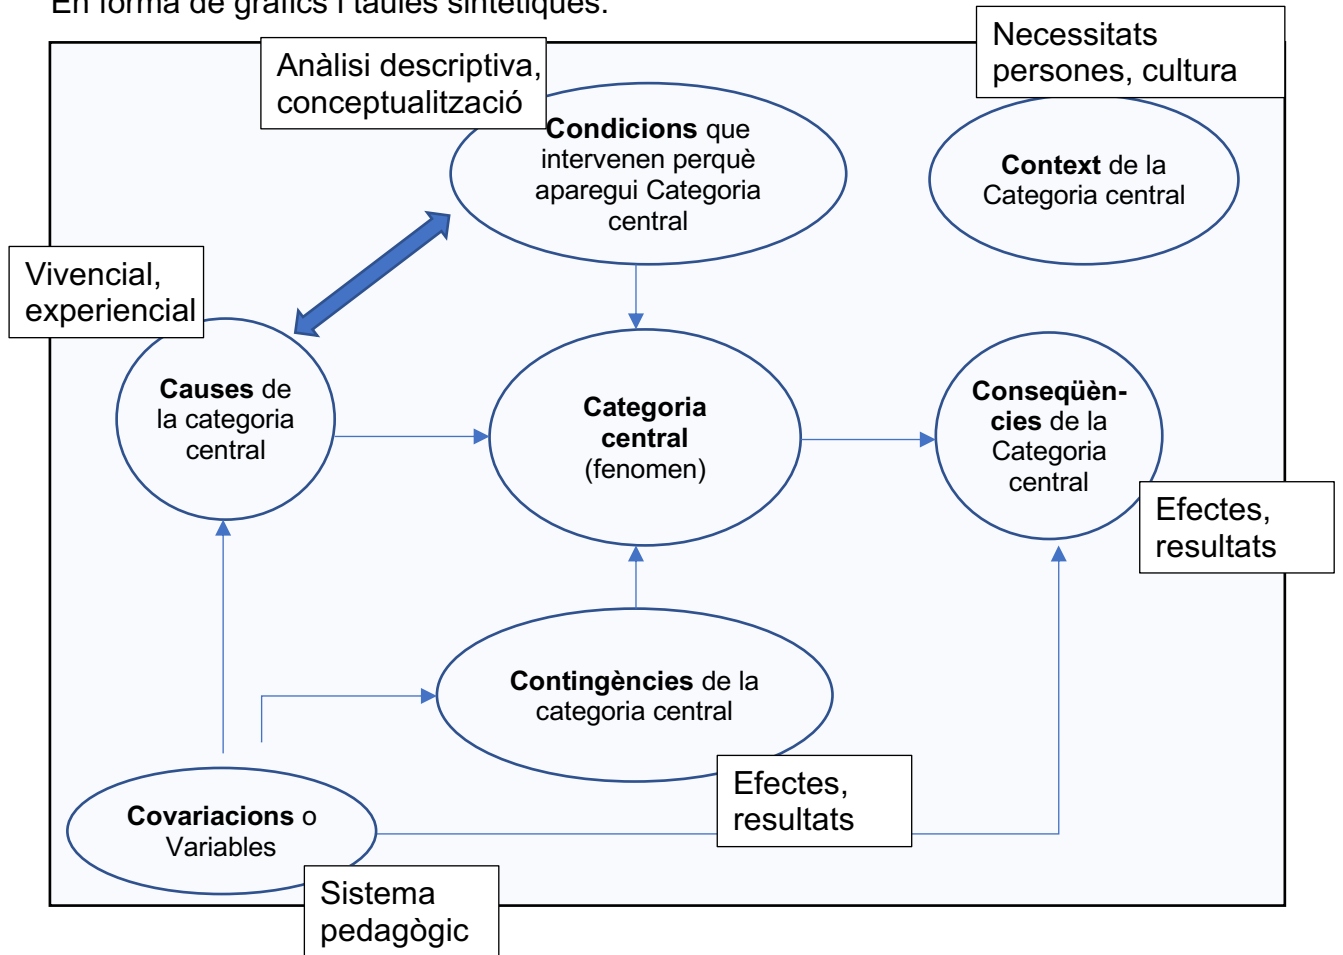 En forma de gràfics i taules sintètiques:
Anàlisi descriptiva,
conceptualització
Necessitats
persones, cultura
Condicions que
intervenen perquè
aparegui Categoria
central
Context de la
Categoria central
Vivencial,
experiencial
Causes de
la categoria
central
Categoria
central
(fenomen)
Conseqüèn-
cies de la
Categoria
central
Efectes,
resultats
Contingències de la
categoria central
Efectes,
resultats
Covariacions o
Variables
Sistema
pedagògic